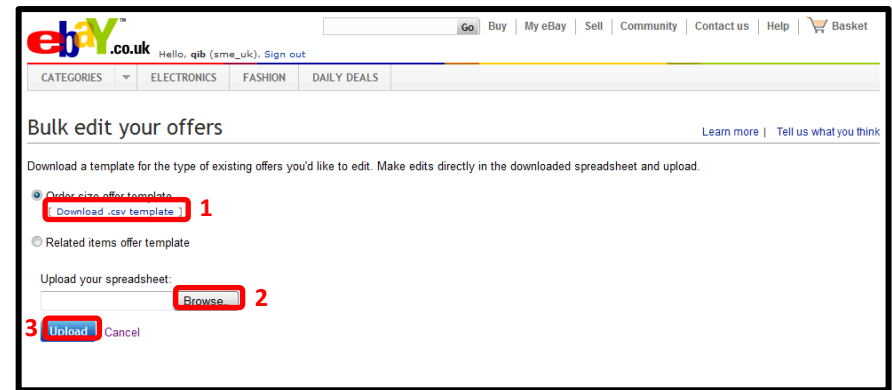 ebaY™.co.uk Hello, qib (sme_uk). Sign out
Go Buy My eBay Sell Community Contact us Help Basket
CATEGORIES ELECTRONICS FASHION DAILY DEALS
Bulk edit your offers
Learn more | Tell us what you think
Download a template for the type of existing offers you'd like to edit. Make edits directly in the downloaded spreadsheet and upload.
Order size offer template
[ Download .csv template ] 1
Related items offer template
Upload your spreadsheet:
Browse... 2
3 Upload Cancel